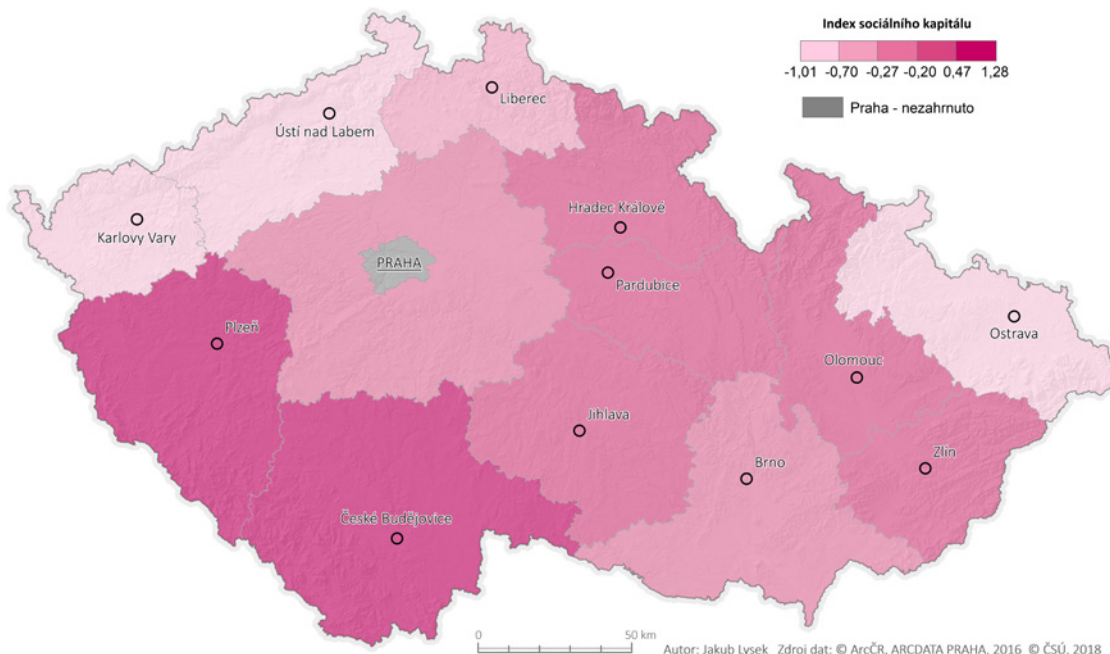 Index sociálního kapitálu
-1,01 -0,70 -0,27 -0,20 0,47 1,28
Praha - nezahrnuto
Liberec
Ústí nad Labem
Hradec Králové
Karlovy Vary
PRAHA
Pardubice
Ostrava
Plzeň
Olomouc
Jihlava
Zlín
Brno
České Budějovice
0 50 km
Autor: Jakub Lysek Zdroj dat: © ArcČR, ARCDATA PRAHA, 2016 © ČSÚ, 2018